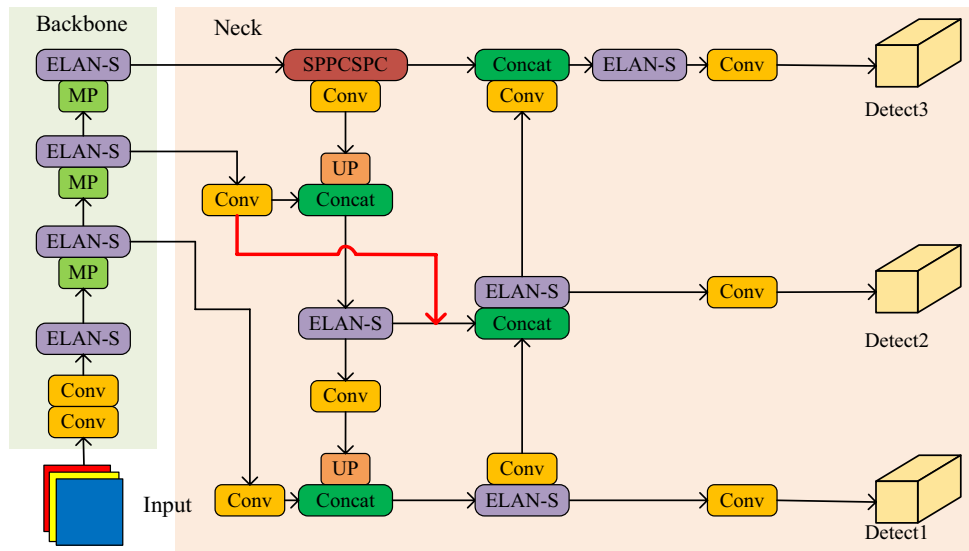 Backbone
Neck
ELAN-S
SPPCSPC
Concat
ELAN-S
Conv
MP
Conv
Conv
Detect3
ELAN-S
UP
MP
Conv
Concat
ELAN-S
MP
ELAN-S
Conv
ELAN-S
ELAN-S
Concat
Detect2
Conv
Conv
Conv
UP
Conv
Input
Conv
Concat
ELAN-S
Conv
Detect1